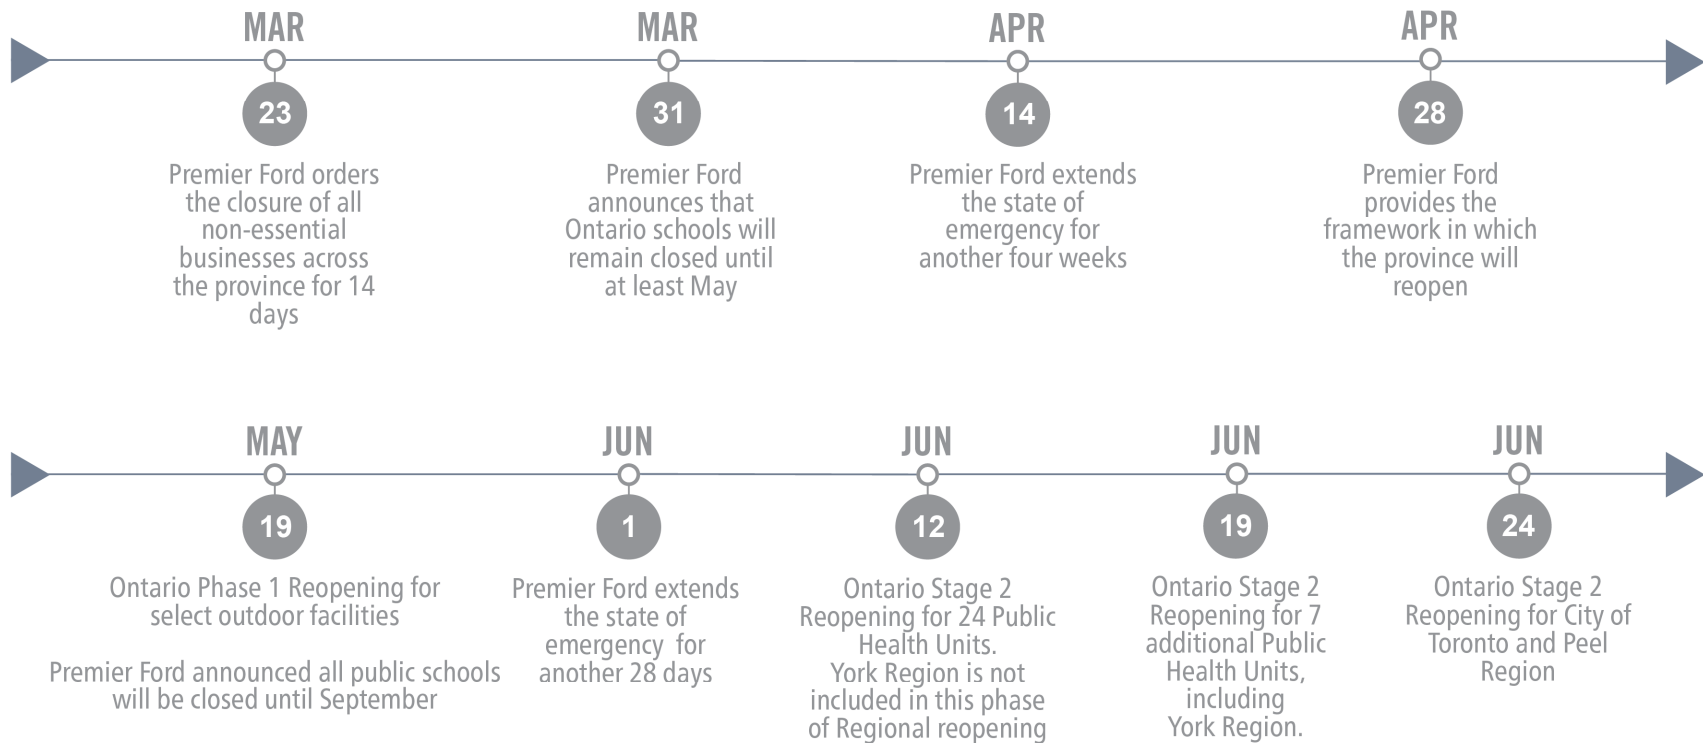 MAR
23
Premier Ford orders
the closure of all
non-essential
businesses across
the province for 14
days
MAR
31
Premier Ford
announces that
Ontario schools will
remain closed until
at least May
APR
14
Premier Ford extends
the state of
emergency for
another four weeks
APR
28
Premier Ford
provides the
framework in which
the province will
reopen
MAY
19
Ontario Phase 1 Reopening for
select outdoor facilities
Premier Ford announced all public schools
will be closed until September
JUN
1
Premier Ford extends
the state of
emergency for
another 28 days
JUN
12
Ontario Stage 2
Reopening for 24 Public
Health Units.
York Region is not
included in this phase
of Regional reopening
JUN
19
Ontario Stage 2
Reopening for 7
additional Public
Health Units,
including
York Region.
JUN
24
Ontario Stage 2
Reopening for City of
Toronto and Peel
Region